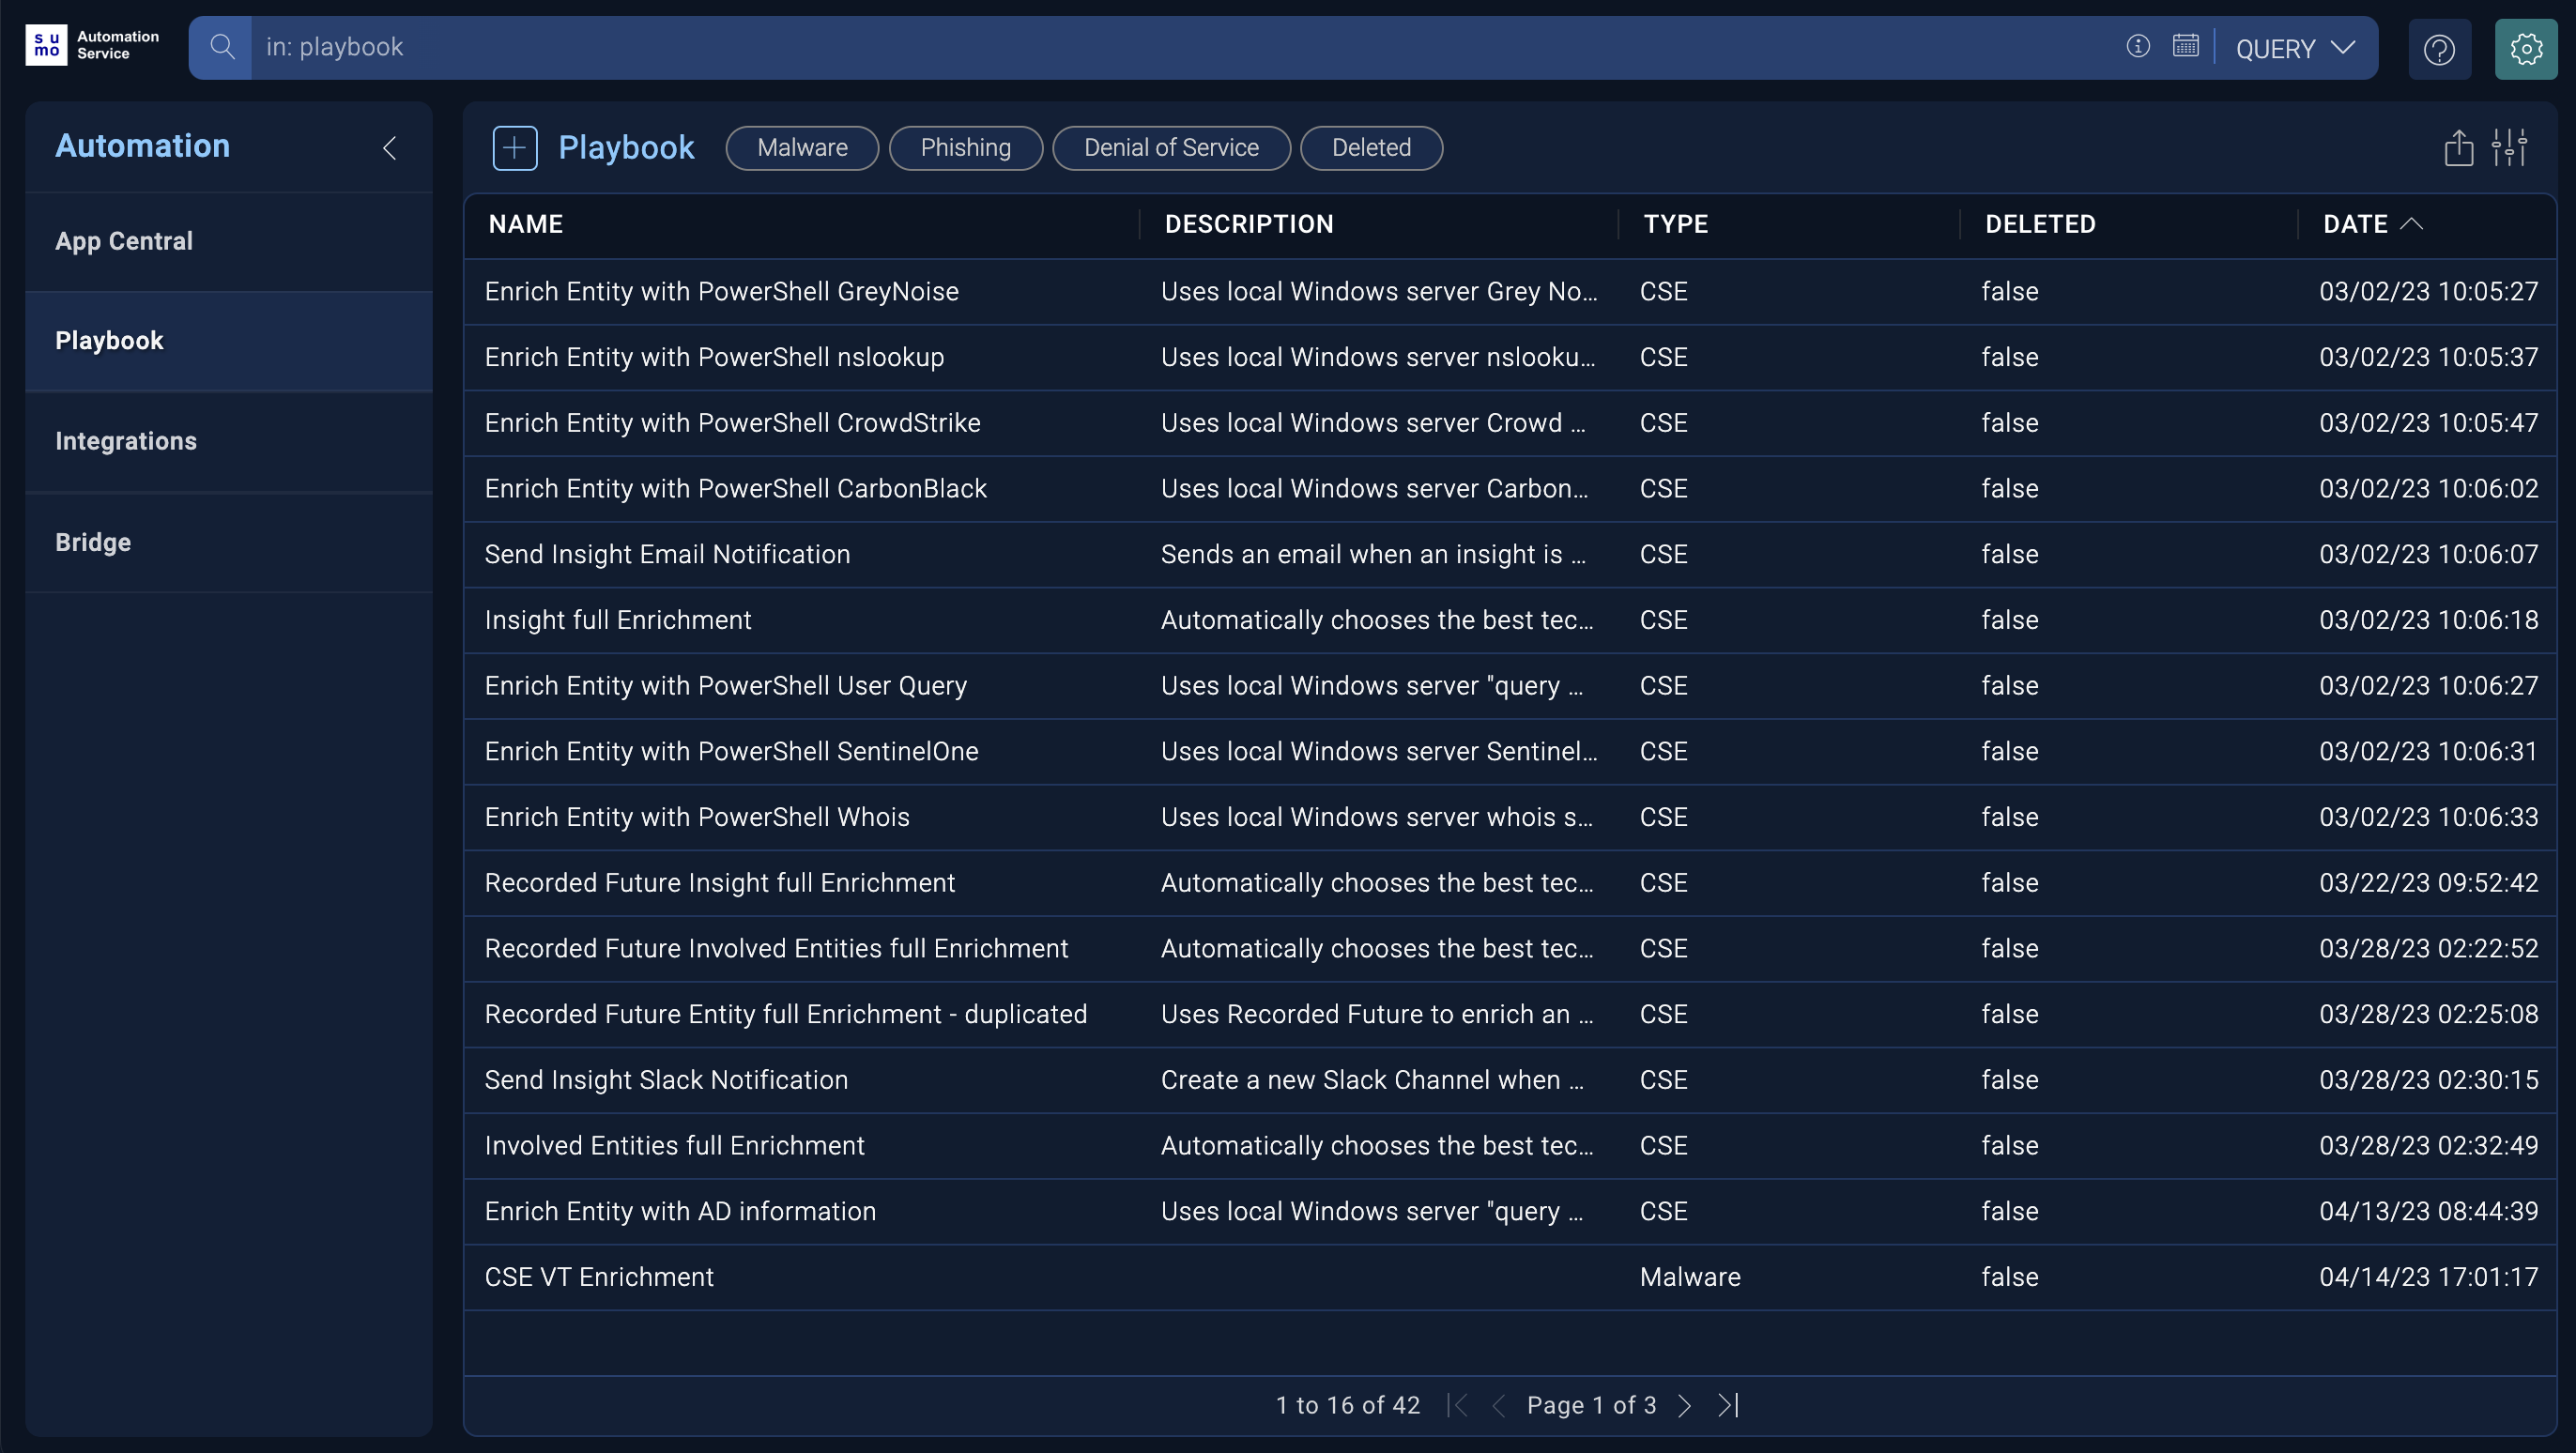 su
mo
Automation
Service
in: playbook
QUERY
Automation
App Central
Playbook
Integrations
Bridge
Playbook
Malware
Phishing
Denial of Service
Deleted
NAME DESCRIPTION TYPE DELETED DATE
Enrich Entity with PowerShell GreyNoise Uses local Windows server Grey No... CSE false 03/02/23 10:05:27
Enrich Entity with PowerShell nslookup Uses local Windows server nslooku... CSE false 03/02/23 10:05:37
Enrich Entity with PowerShell CrowdStrike Uses local Windows server Crowd ... CSE false 03/02/23 10:05:47
Enrich Entity with PowerShell CarbonBlack Uses local Windows server Carbon... CSE false 03/02/23 10:06:02
Send Insight Email Notification Sends an email when an insight is ... CSE false 03/02/23 10:06:07
Insight full Enrichment Automatically chooses the best tec... CSE false 03/02/23 10:06:18
Enrich Entity with PowerShell User Query Uses local Windows server "query ... CSE false 03/02/23 10:06:27
Enrich Entity with PowerShell SentinelOne Uses local Windows server Sentinel... CSE false 03/02/23 10:06:31
Enrich Entity with PowerShell Whois Uses local Windows server whois s... CSE false 03/02/23 10:06:33
Recorded Future Insight full Enrichment Automatically chooses the best tec... CSE false 03/22/23 09:52:42
Recorded Future Involved Entities full Enrichment Automatically chooses the best tec... CSE false 03/28/23 02:22:52
Recorded Future Entity full Enrichment - duplicated Uses Recorded Future to enrich an ... CSE false 03/28/23 02:25:08
Send Insight Slack Notification Create a new Slack Channel when ... CSE false 03/28/23 02:30:15
Involved Entities full Enrichment Automatically chooses the best tec... CSE false 03/28/23 02:32:49
Enrich Entity with AD information Uses local Windows server "query ... CSE false 04/13/23 08:44:39
CSE VT Enrichment Malware false 04/14/23 17:01:17
1 to 16 of 42 Page 1 of 3